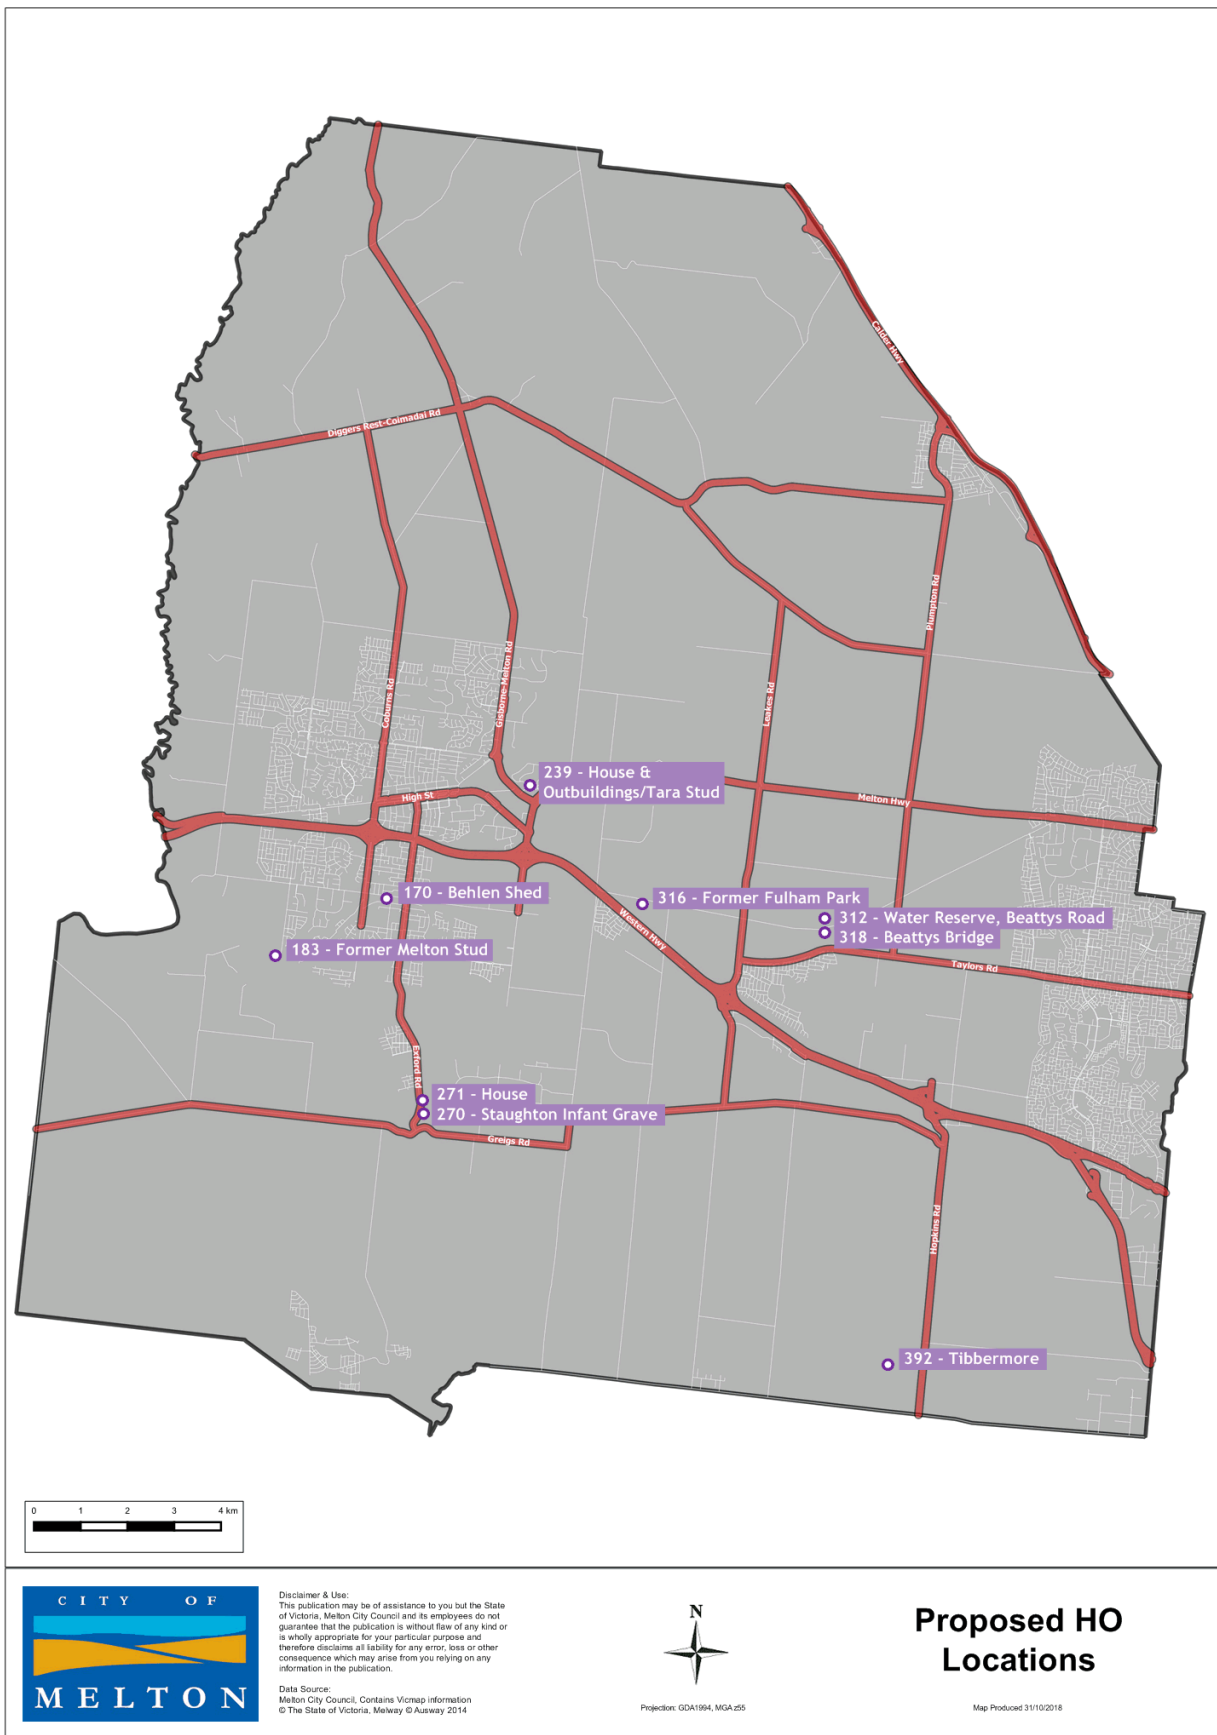 Calder Hwy
Diggers Rest-Coimadai Rd
Plumpton Rd
Gisborne-Melton Rd
Coburns Rd
Leakes Rd
239 - House &
Outbuildings/Tara Stud
High St
Melton Hwy
170 - Behlen Shed
316 - Former Fulham Park
312 - Water Reserve, Beattys Road
318 - Beattys Bridge
Western Hwy
183 - Former Melton Stud
Taylors Rd
Exford Rd
271 - House
270 - Staughton Infant Grave
Greigs Rd
Hopkins Rd
392 - Tibbermore
0 1 2 3 4 km
CITY OF
MELTON
Disclaimer & Use:
This publication may be of assistance to you but the State
of Victoria, Melton City Council and its employees do not
guarantee that the publication is without flaw of any kind or
is wholly appropriate for your particular purpose and
therefore disclaims all liability for any error, loss or other
consequence which may arise from you relying on any
information in the publication.
Data Source:
Melton City Council, Contains Vicmap information
© The State of Victoria, Melway © Ausway 2014
N
Projection: GDA1994, MGA z55
Proposed HO
Locations
Map Produced 31/10/2018